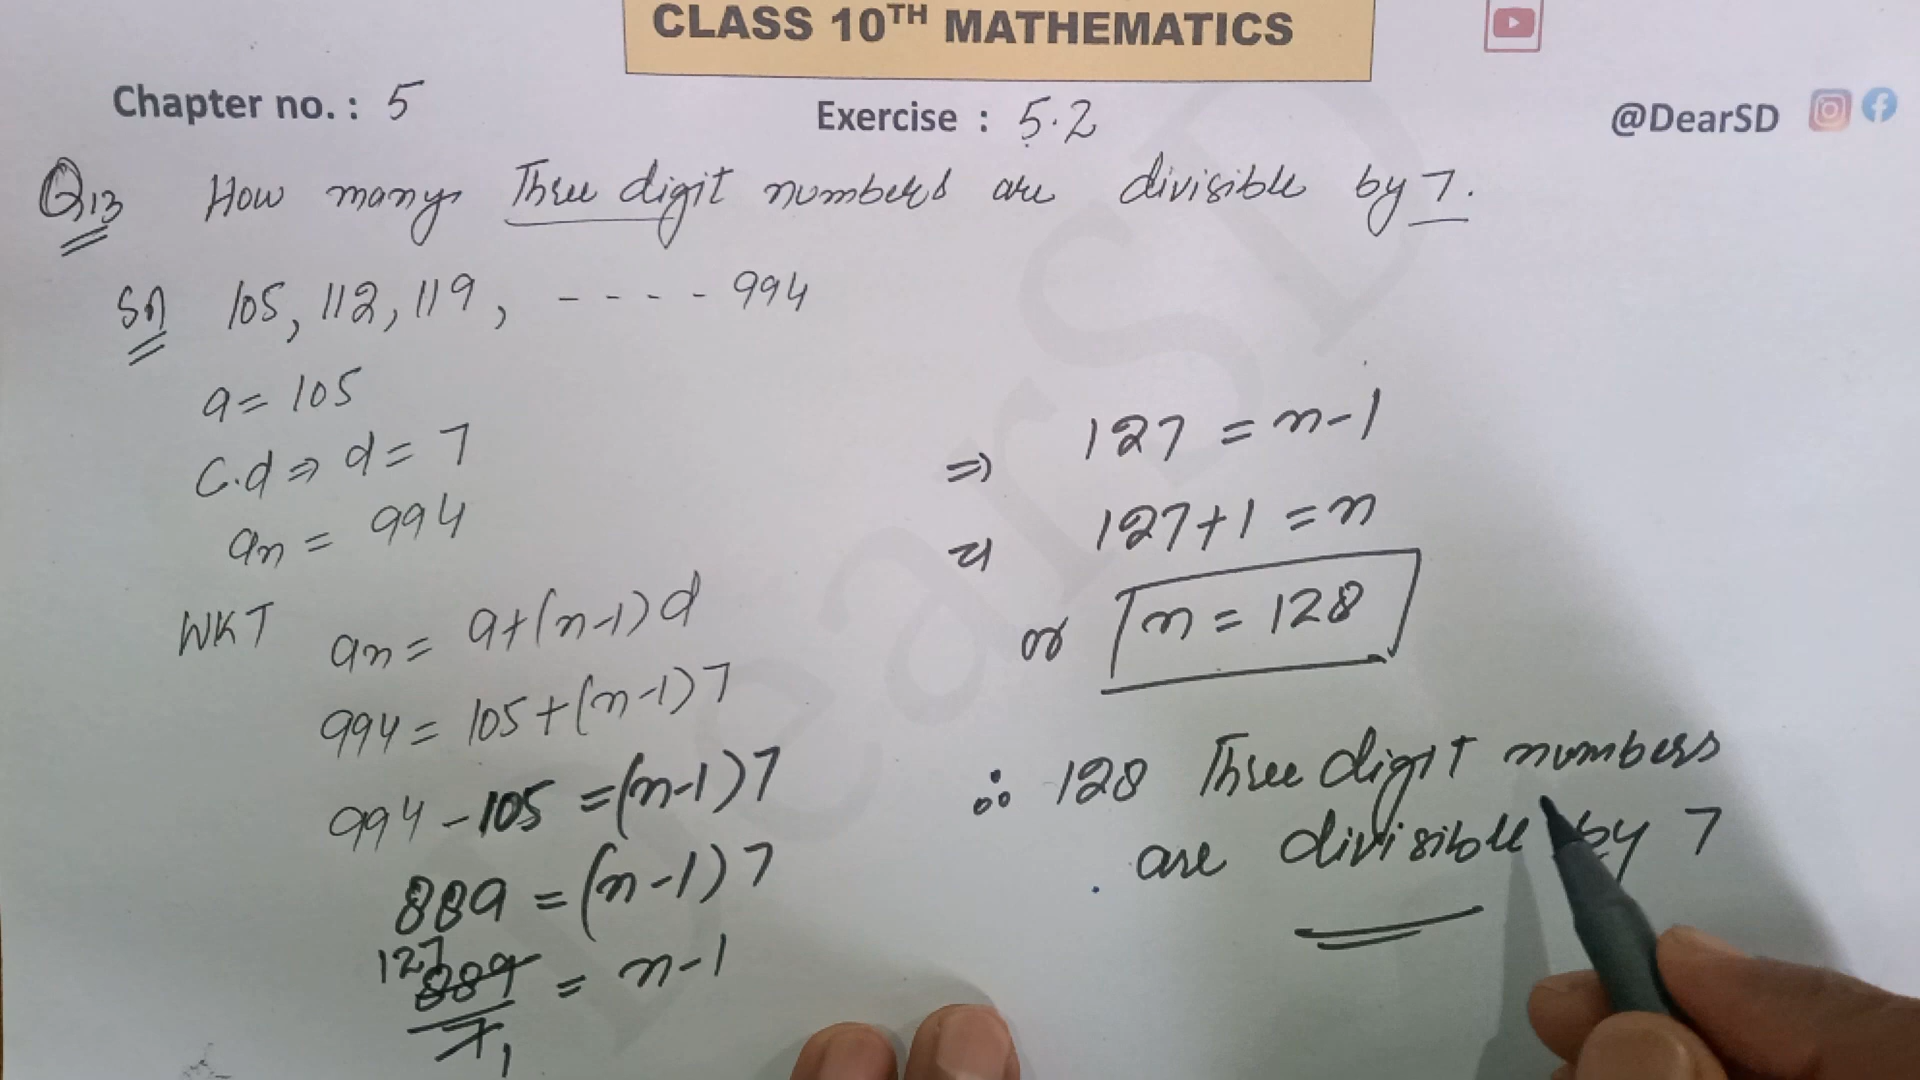 CLASS 10TH MATHEMATICS
Chapter no. : 5
Exercise : 5.2
@DearSD
Q13 How many Three digit numbers are divisible by 7.
Sol 105, 112, 119, - - - - 994
a = 105
C.d ⇒ d = 7
an = 994
WKT an = a+(n-1)d
994 = 105+(n-1)7
994 - 105 = (n-1)7
889 = (n-1)7
127
889/7 1 = n-1
⇒ 127 = n-1
या 127+1 = n
or n = 128
∴ 128 Three digit numbers
are divisible by 7
DearSD